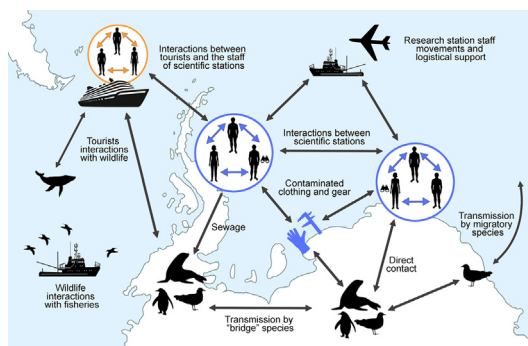 Interactions between
tourists and the staff
of scientific stations
Research station staff
movements and
logistical support
Tourists
interactions
with wildlife
Interactions between
scientific stations
Contaminated
clothing and gear
Sewage
Transmission
by migratory
species
Direct
contact
Wildlife
interactions
with fisheries
Transmission by
"bridge" species